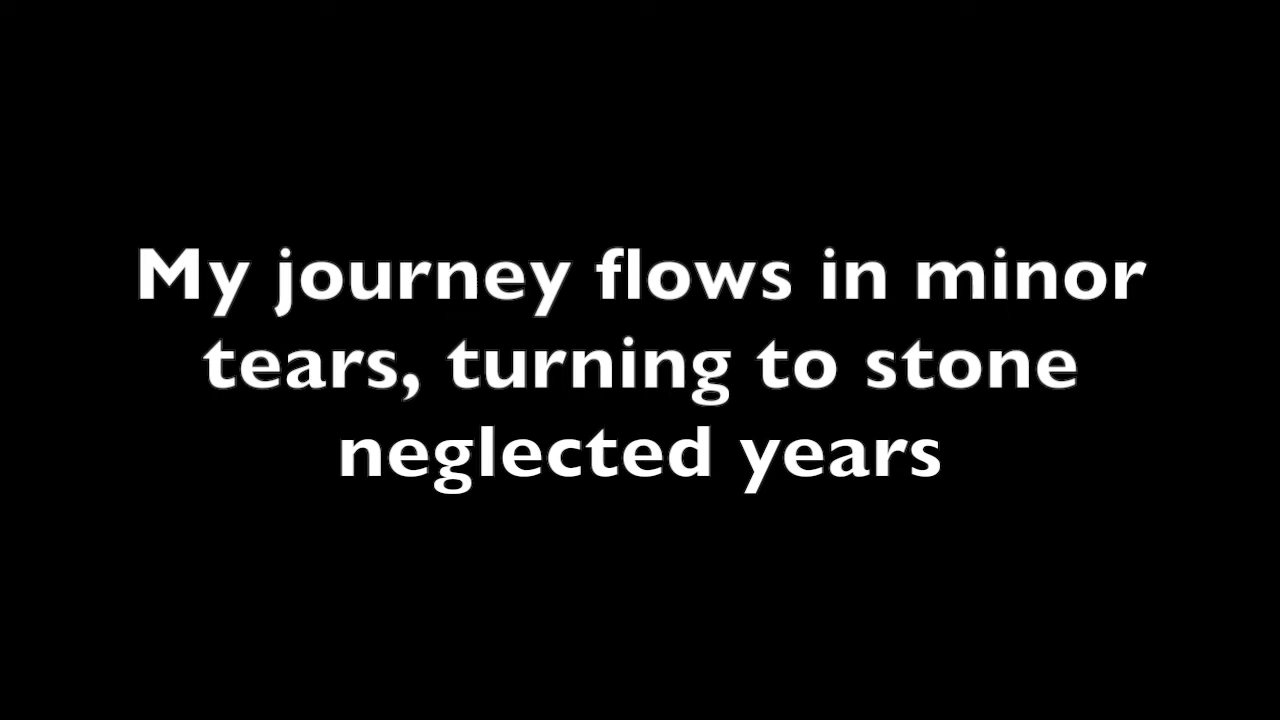 My journey flows in minor
tears, turning to stone
neglected years